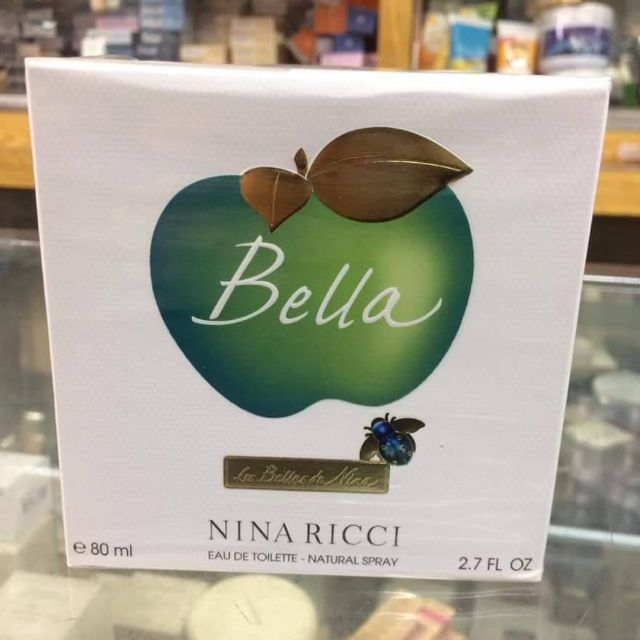 Bella
Les Belles de Nina
NINA RICCI
EAU DE TOILETTE - NATURAL SPRAY
e 80 ml
2.7 FL OZ